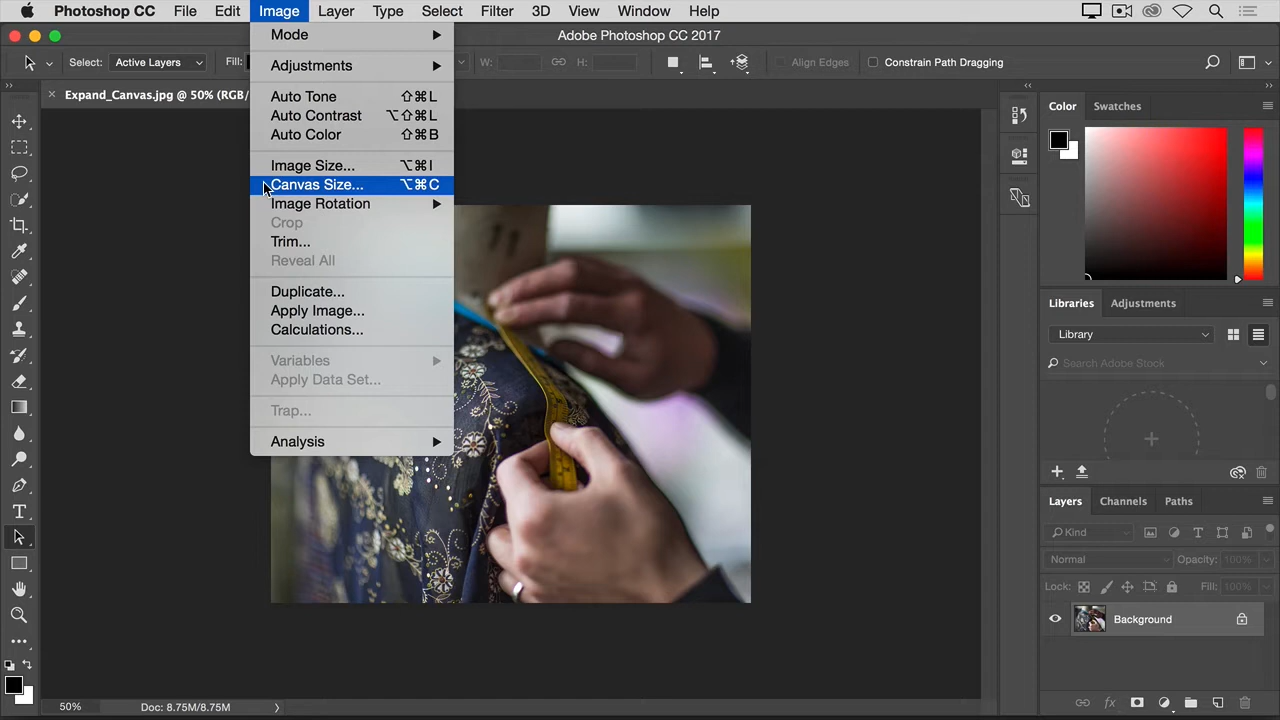 Photoshop CC File Edit Image Layer Type Select Filter 3D View Window Help
Adobe Photoshop CC 2017
Select: Active Layers Fill: W: H: Align Edges Constrain Path Dragging
Expand_Canvas.jpg @ 50% (RGB/
Mode
Adjustments
Auto Tone ⇧⌘L
Auto Contrast ⌥⇧⌘L
Auto Color ⇧⌘B
Image Size... ⌥⌘I
Canvas Size... ⌥⌘C
Image Rotation
Crop
Trim...
Reveal All
Duplicate...
Apply Image...
Calculations...
Variables
Apply Data Set...
Trap...
Analysis
Color Swatches
Libraries Adjustments
Library
Search Adobe Stock
Layers Channels Paths
Kind
Normal Opacity: 100%
Lock: Fill: 100%
Background
50% Doc: 8.75M/8.75M